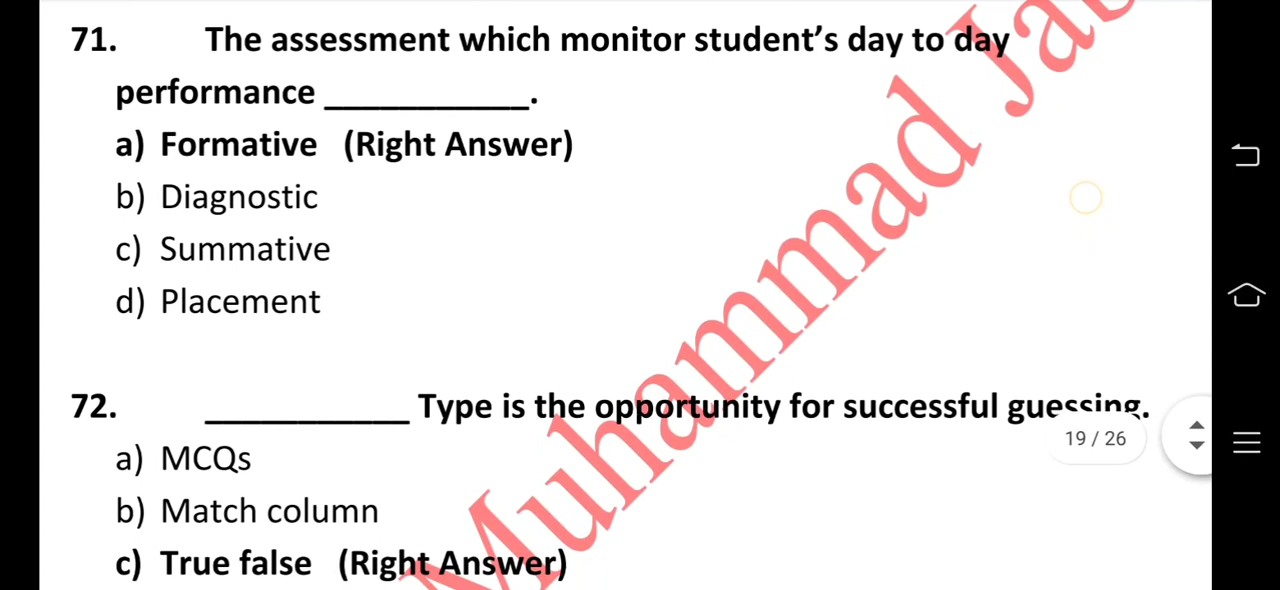 71. The assessment which monitor student's day to day
performance ___________.
a) Formative (Right Answer)
b) Diagnostic
c) Summative
d) Placement
72. ___________ Type is the opportunity for successful guessing.
19 / 26
a) MCQs
b) Match column
c) True false (Right Answer)
Muhammad